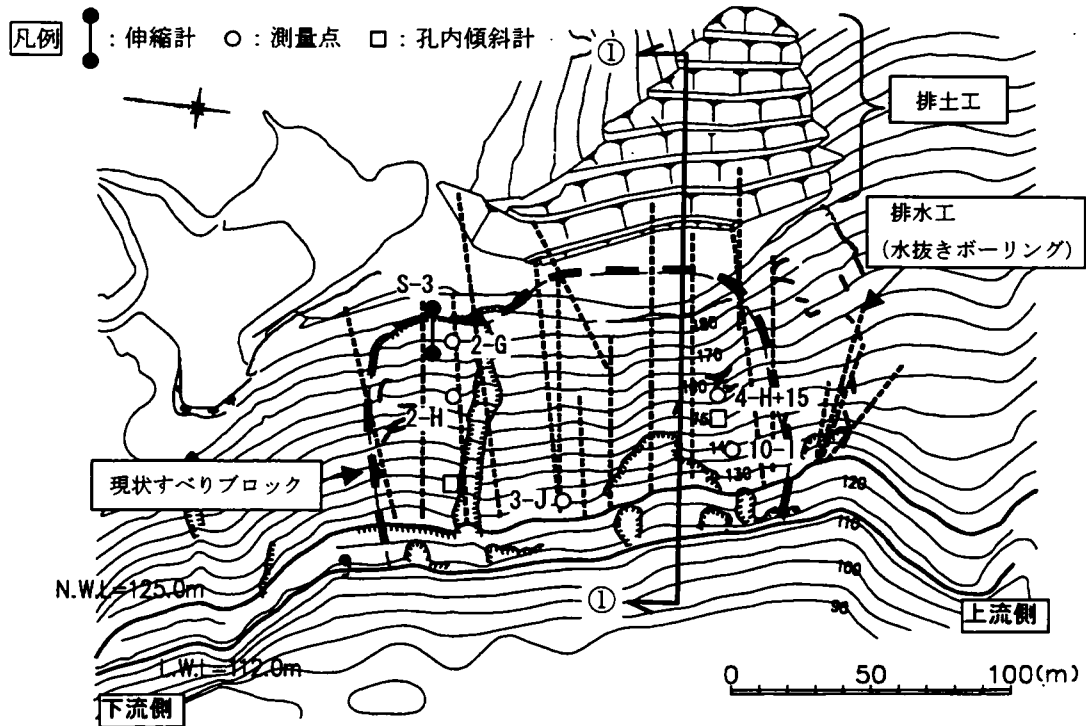 凡例 : 伸縮計 : 測量点 : 孔内傾斜計
①
排土工
排水工
(水抜きボーリング)
S-3
2-G
170
4-H+15
2-H
130
現状すべりブロック
3-J
120
110
100
90
N.W.L=125.0m
①
上流側
L.W.L=112.0m
下流側
0 50 100(m)